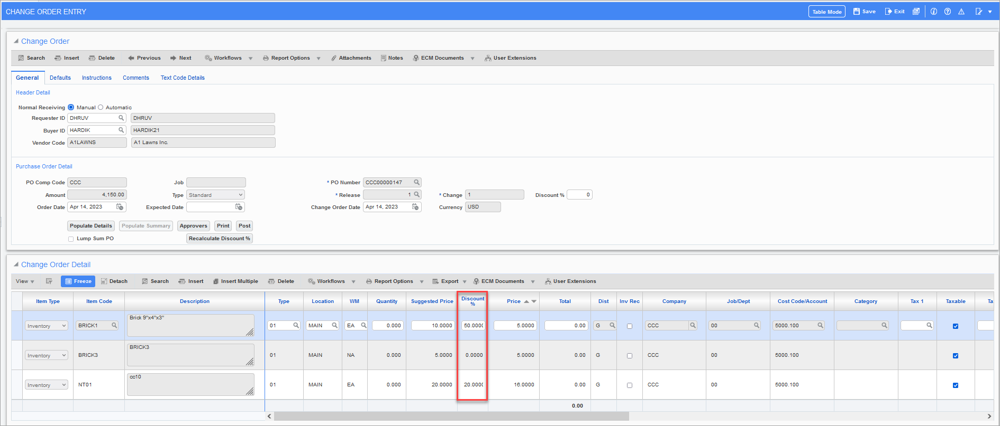 CHANGE ORDER ENTRY Table Mode Save Exit
Change Order
Search Insert Delete Previous Next Workflows Report Options Attachments Notes ECM Documents User Extensions
General Defaults Instructions Comments Text Code Details
Header Detail
Normal Receiving Manual Automatic
Requester ID DHRUV DHRUV
Buyer ID HARDIK HARDIK21
Vendor Code A1LAWNS A1 Lawns Inc.
Purchase Order Detail
PO Comp Code CCC Job * PO Number CCC00000147
Amount 4,150.00 Type Standard * Release 1 * Change 1 Discount % 0
Order Date Apr 14, 2023 Expected Date Change Order Date Apr 14, 2023 Currency USD
Populate Details Populate Summary Approvers Print Post
Lump Sum PO Recalculate Discount %
Change Order Detail
View Freeze Detach Search Insert Insert Multiple Delete Workflows Report Options Export ECM Documents User Extensions
Item Type Item Code Description Type Location WM Quantity Suggested Price Discount % Price Total Dist Inv Rec Company Job/Dept Cost Code/Account Category Tax 1 Taxable
Inventory BRICK1 Brick 9"x4"x3" 01 MAIN EA 0.000 10.0000 50.0000 5.0000 0.00 G CCC 00 5000.100
Inventory BRICK3 BRICK3 01 MAIN NA 0.000 5.0000 0.0000 5.0000 0.00 G CCC 00 5000.100
Inventory NT01 cc10 01 MAIN EA 0.000 20.0000 20.0000 16.0000 0.00 G CCC 00 5000.100
0.00